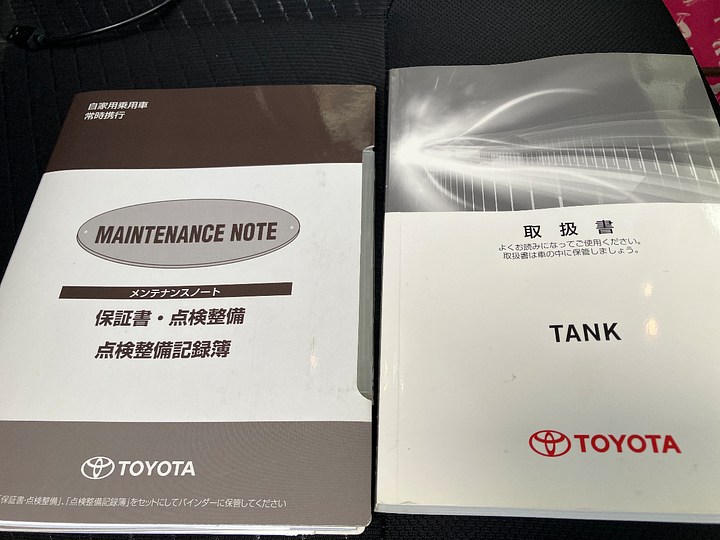 自家用乗用車
常時携行
MAINTENANCE NOTE
メンテナンスノート
保証書・点検整備
点検整備記録簿
TOYOTA
「保証書・点検整備」、「点検整備記録簿」をセットにしてバインダーに保管してください
取扱書
よくお読みになってご使用ください。
取扱書は車の中に保管しましょう。
TANK
TOYOTA